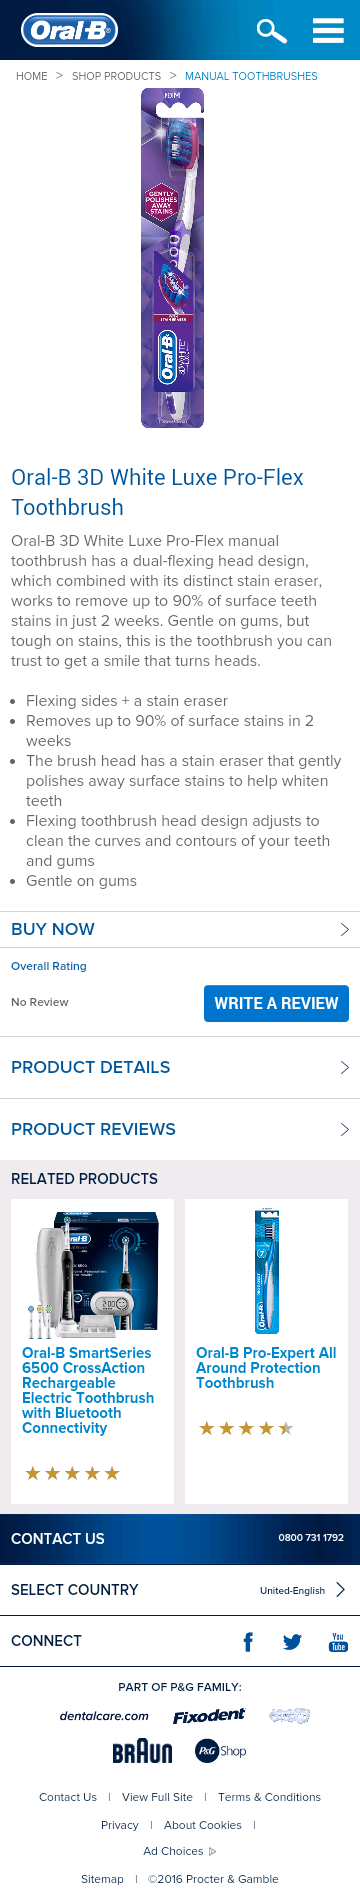 Oral-B
HOME > SHOP PRODUCTS > MANUAL TOOTHBRUSHES
GENTLY
POLISHES
AWAY
STAINS
Oral-B
3D WHITE
LUXE
Oral-B 3D White Luxe Pro-Flex
Toothbrush
Oral-B 3D White Luxe Pro-Flex manual
toothbrush has a dual-flexing head design,
which combined with its distinct stain eraser,
works to remove up to 90% of surface teeth
stains in just 2 weeks. Gentle on gums, but
tough on stains, this is the toothbrush you can
trust to get a smile that turns heads.
• Flexing sides + a stain eraser
• Removes up to 90% of surface stains in 2
weeks
• The brush head has a stain eraser that gently
polishes away surface stains to help whiten
teeth
• Flexing toothbrush head design adjusts to
clean the curves and contours of your teeth
and gums
• Gentle on gums
BUY NOW
Overall Rating
No Review
WRITE A REVIEW
PRODUCT DETAILS
PRODUCT REVIEWS
RELATED PRODUCTS
Oral-B
Oral-B
Oral-B SmartSeries
6500 CrossAction
Rechargeable
Electric Toothbrush
with Bluetooth
Connectivity
Oral-B Pro-Expert All
Around Protection
Toothbrush
CONTACT US
0800 731 1792
SELECT COUNTRY
United-English
CONNECT
You
Tube
PART OF P&G FAMILY:
dentalcare.com
Fixodent
BRAUN
P&G Shop
Contact Us | View Full Site | Terms & Conditions
Privacy | About Cookies |
Ad Choices
Sitemap | ©2016 Procter & Gamble